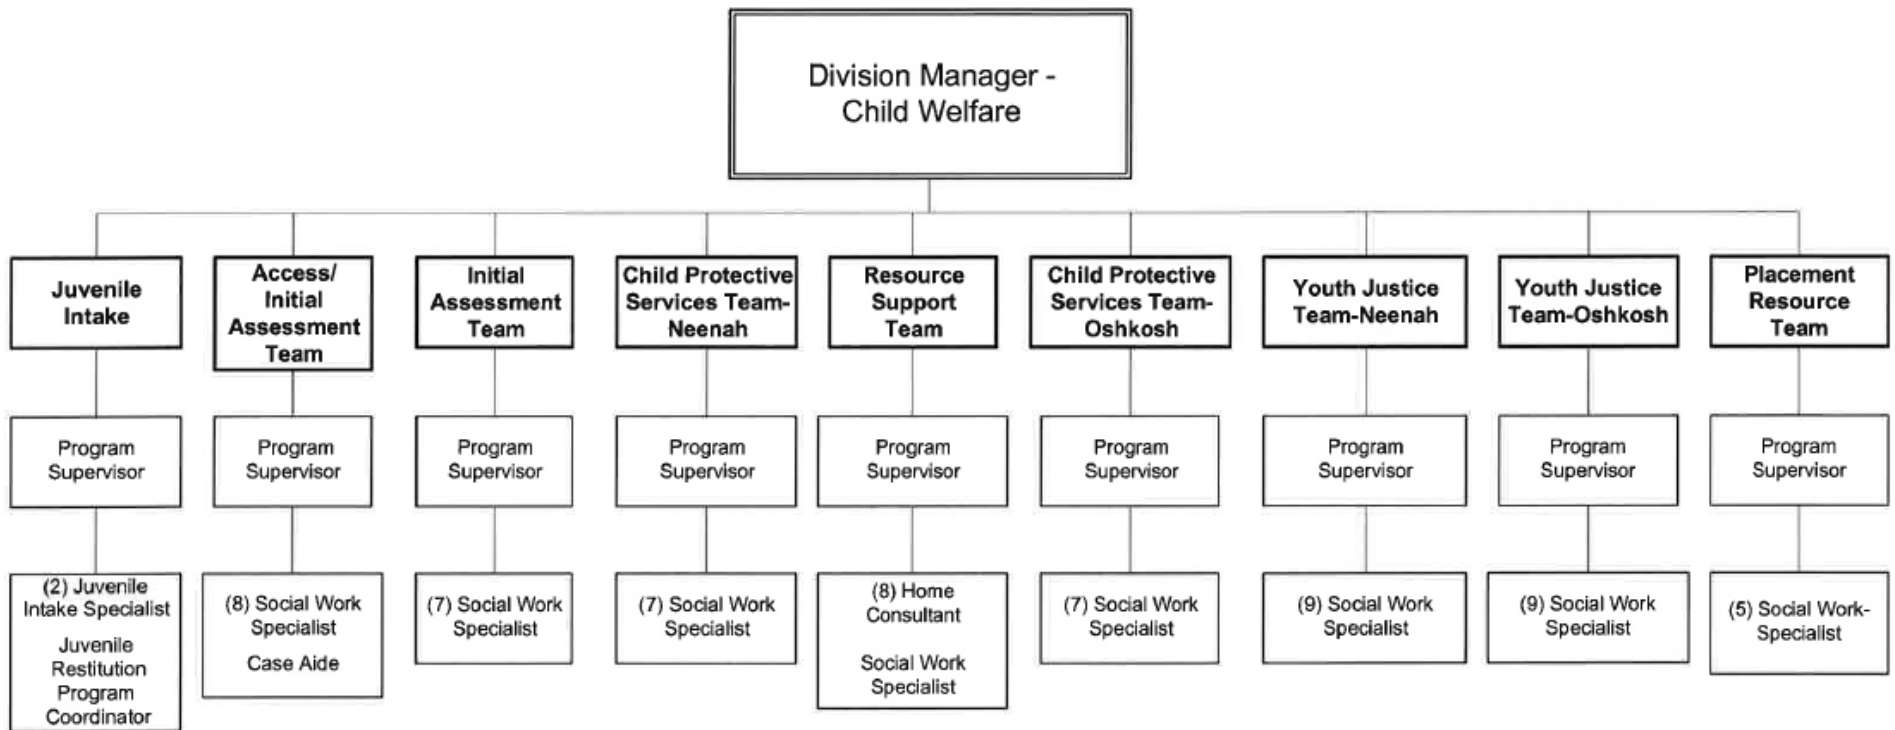 Division Manager -
Child Welfare
Juvenile
Intake
Access/
Initial
Assessment
Team
Initial
Assessment
Team
Child Protective
Services Team-
Neenah
Resource
Support
Team
Child Protective
Services Team-
Oshkosh
Youth Justice
Team-Neenah
Youth Justice
Team-Oshkosh
Placement
Resource
Team
Program
Supervisor
Program
Supervisor
Program
Supervisor
Program
Supervisor
Program
Supervisor
Program
Supervisor
Program
Supervisor
Program
Supervisor
Program
Supervisor
(2) Juvenile
Intake Specialist
Juvenile
Restitution
Program
Coordinator
(8) Social Work
Specialist
Case Aide
(7) Social Work
Specialist
(7) Social Work
Specialist
(8) Home
Consultant
Social Work
Specialist
(7) Social Work
Specialist
(9) Social Work
Specialist
(9) Social Work
Specialist
(5) Social Work-
Specialist